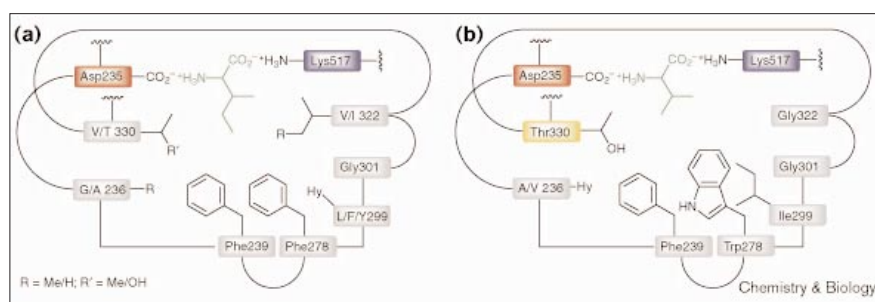 (a)
CO₂⁻ ⁺H₃N Lys517
Asp235 CO₂⁻ ⁺H₃N
V/T 330
R′
R
V/I 322
G/A 236 R
Gly301
Hy
L/F/Y299
Phe239
Phe278
R = Me/H; R′ = Me/OH
(b)
CO₂⁻ ⁺H₃N Lys517
Asp235 CO₂⁻ ⁺H₃N
Thr330
OH
Gly322
A/V 236 Hy
Gly301
HN
Ile299
Phe239
Trp278
Chemistry & Biology